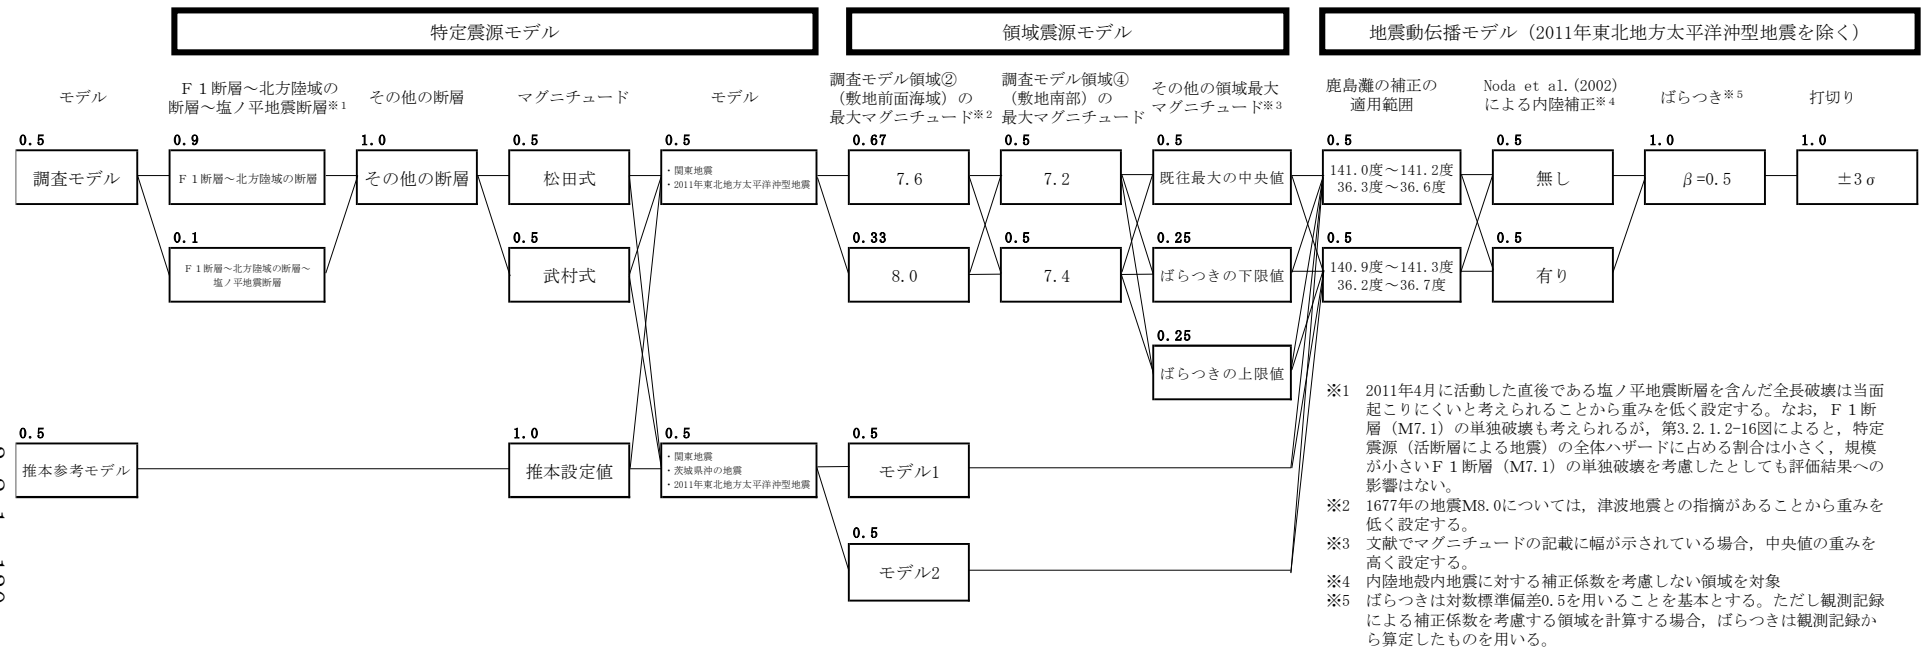 特定震源モデル
領域震源モデル
地震動伝播モデル（2011年東北地方太平洋沖型地震を除く）
モデル
Ｆ１断層～北方陸域の
断層～塩ノ平地震断層※１
その他の断層
マグニチュード
モデル
調査モデル領域②
（敷地前面海域）の
最大マグニチュード※２
調査モデル領域④
（敷地南部）の
最大マグニチュード
その他の領域最大
マグニチュード※３
鹿島灘の補正の
適用範囲
Noda et al.(2002)
による内陸補正※４
ばらつき※５
打切り
0.5
調査モデル
0.9
Ｆ１断層～北方陸域の断層
1.0
その他の断層
0.5
松田式
0.5
・関東地震
・2011年東北地方太平洋沖型地震
0.67
7.6
0.5
7.2
0.5
既往最大の中央値
0.5
141.0度～141.2度
36.3度～36.6度
0.5
無し
1.0
β=0.5
1.0
±3σ
0.1
Ｆ１断層～北方陸域の断層～
塩ノ平地震断層
0.5
武村式
0.33
8.0
0.5
7.4
0.25
ばらつきの下限値
0.5
140.9度～141.3度
36.2度～36.7度
0.5
有り
0.25
ばらつきの上限値
0.5
推本参考モデル
1.0
推本設定値
0.5
・関東地震
・茨城県沖の地震
・2011年東北地方太平洋沖型地震
0.5
モデル1
0.5
モデル2
※1 2011年4月に活動した直後である塩ノ平地震断層を含んだ全長破壊は当面
起こりにくいと考えられることから重みを低く設定する。なお，Ｆ１断
層（M7.1）の単独破壊も考えられるが，第3.2.1.2-16図によると，特定
震源（活断層による地震）の全体ハザードに占める割合は小さく，規模
が小さいＦ１断層（M7.1）の単独破壊を考慮したとしても評価結果への
影響はない。
※2 1677年の地震M8.0については，津波地震との指摘があることから重みを
低く設定する。
※3 文献でマグニチュードの記載に幅が示されている場合，中央値の重みを
高く設定する。
※4 内陸地殻内地震に対する補正係数を考慮しない領域を対象
※5 ばらつきは対数標準偏差0.5を用いることを基本とする。ただし観測記録
による補正係数を考慮する領域を計算する場合，ばらつきは観測記録か
ら算定したものを用いる。